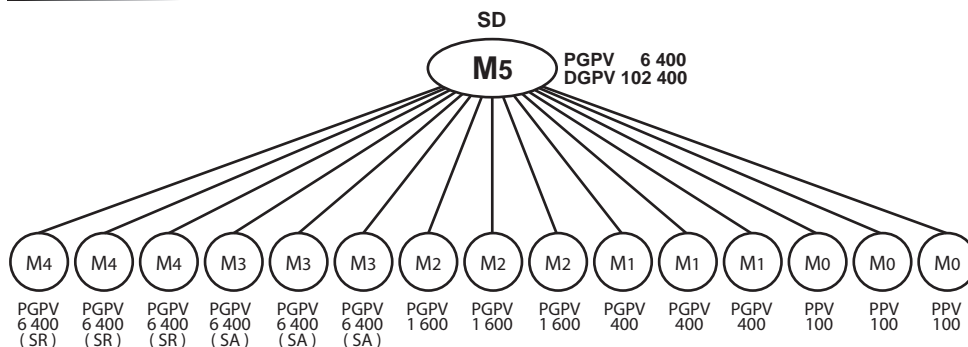 SD
M5
PGPV 6 400
DGPV 102 400
M4 M4 M4 M3 M3 M3 M2 M2 M2 M1 M1 M1 M0 M0 M0
PGPV PGPV PGPV PGPV PGPV PGPV PGPV PGPV PGPV PGPV PGPV PGPV PPV PPV PPV
6 400 6 400 6 400 6 400 6 400 6 400 1 600 1 600 1 600 400 400 400 100 100 100
( SR ) ( SR ) ( SR ) ( SA ) ( SA ) ( SA )